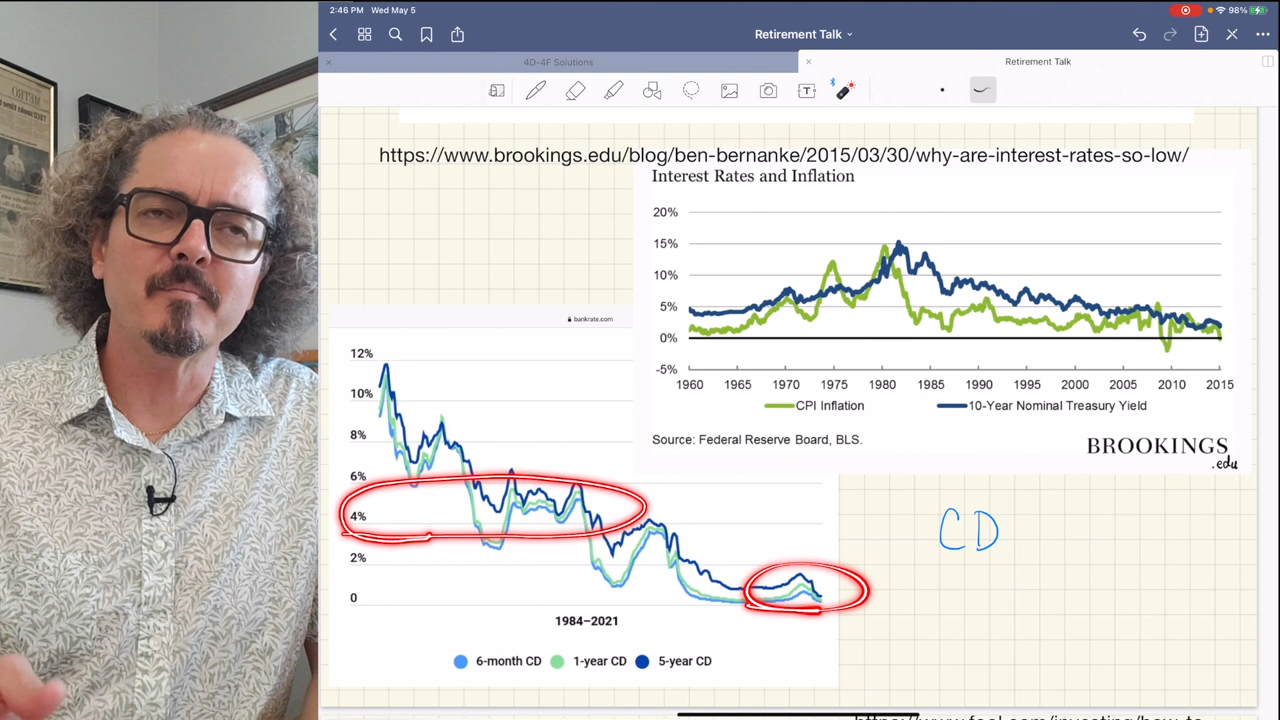 2:46 PM Wed May 5
98%
Retirement Talk
4D-4F Solutions
Retirement Talk
https://www.brookings.edu/blog/ben-bernanke/2015/03/30/why-are-interest-rates-so-low/
Interest Rates and Inflation
20%
15%
10%
5%
0%
-5%
1960 1965 1970 1975 1980 1985 1990 1995 2000 2005 2010 2015
CPI Inflation 10-Year Nominal Treasury Yield
Source: Federal Reserve Board, BLS.
BROOKINGS
.edu
bankrate.com
12%
10%
8%
6%
4%
2%
0
1984–2021
6-month CD 1-year CD 5-year CD
CD
METRO